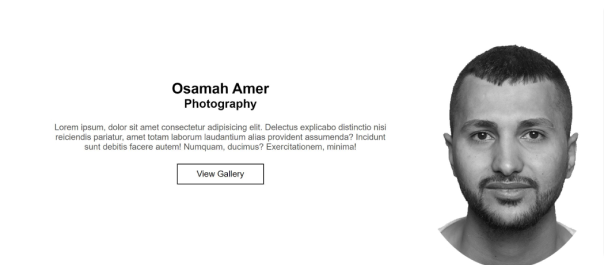 Osamah Amer
Photography
Lorem ipsum, dolor sit amet consectetur adipisicing elit. Delectus explicabo distinctio nisi
reiciendis pariatur, amet totam laborum laudantium alias provident assumenda? Incidunt
sunt debitis facere autem! Numquam, ducimus? Exercitationem, minima!
View Gallery